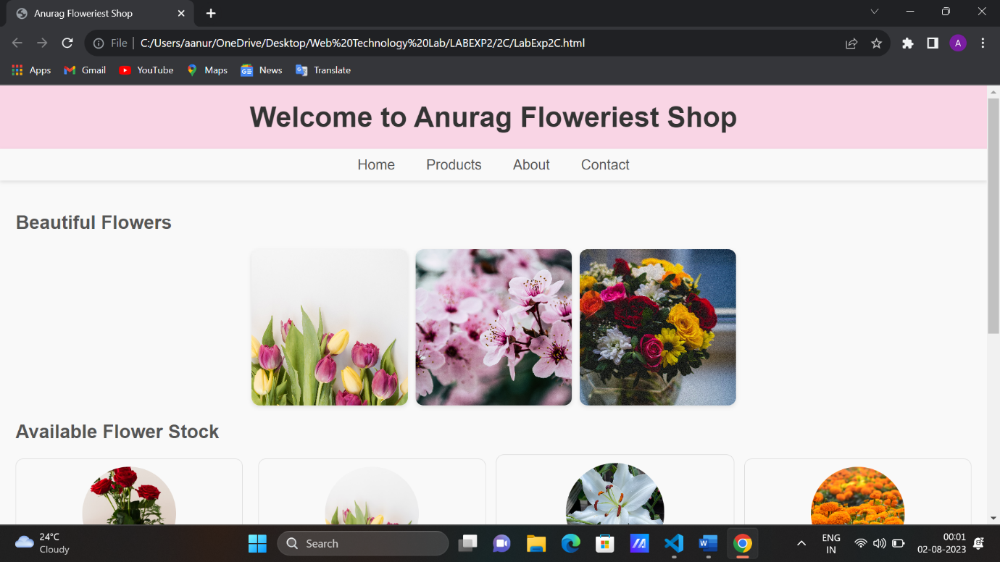 Anurag Floweriest Shop
File
C:/Users/aanur/OneDrive/Desktop/Web%20Technology%20Lab/LABEXP2/2C/LabExp2C.html
A
Apps Gmail YouTube Maps News Translate
Welcome to Anurag Floweriest Shop
Home Products About Contact
Beautiful Flowers
Available Flower Stock
24°C
Cloudy
Search
ENG
IN
00:01
02-08-2023